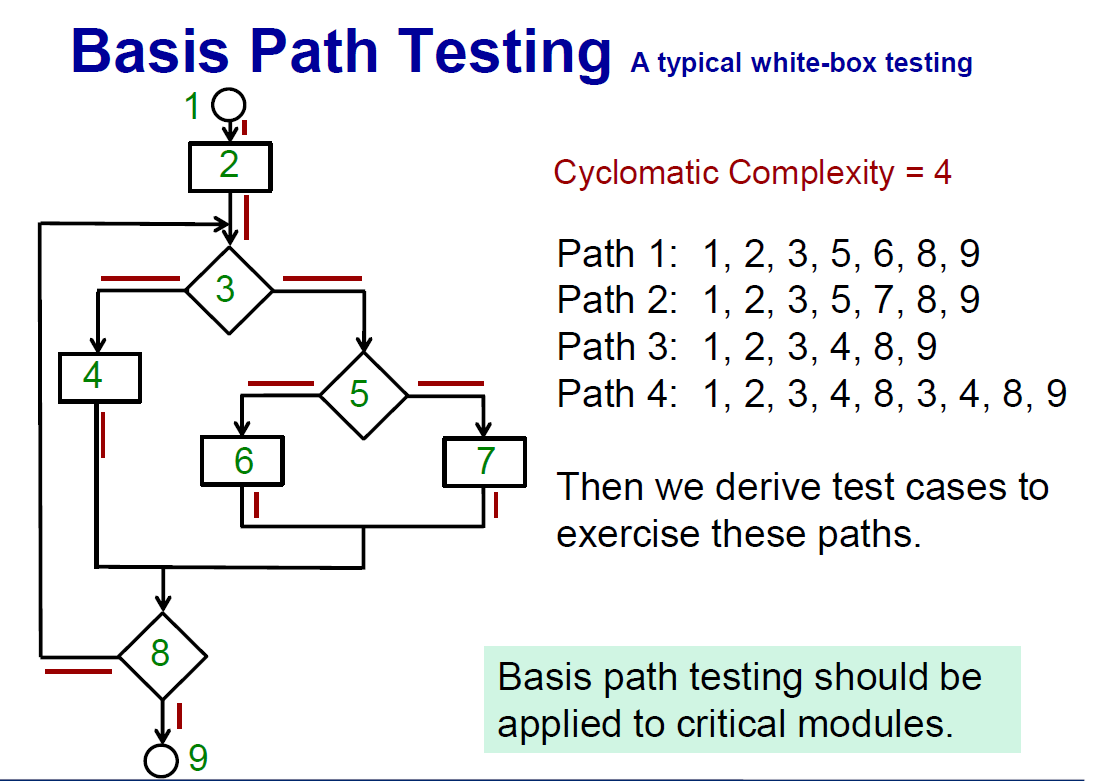 Basis Path Testing A typical white-box testing
1
2
3
4
5
6
7
8
9
Cyclomatic Complexity = 4
Path 1: 1, 2, 3, 5, 6, 8, 9
Path 2: 1, 2, 3, 5, 7, 8, 9
Path 3: 1, 2, 3, 4, 8, 9
Path 4: 1, 2, 3, 4, 8, 3, 4, 8, 9
Then we derive test cases to
exercise these paths.
Basis path testing should be
applied to critical modules.